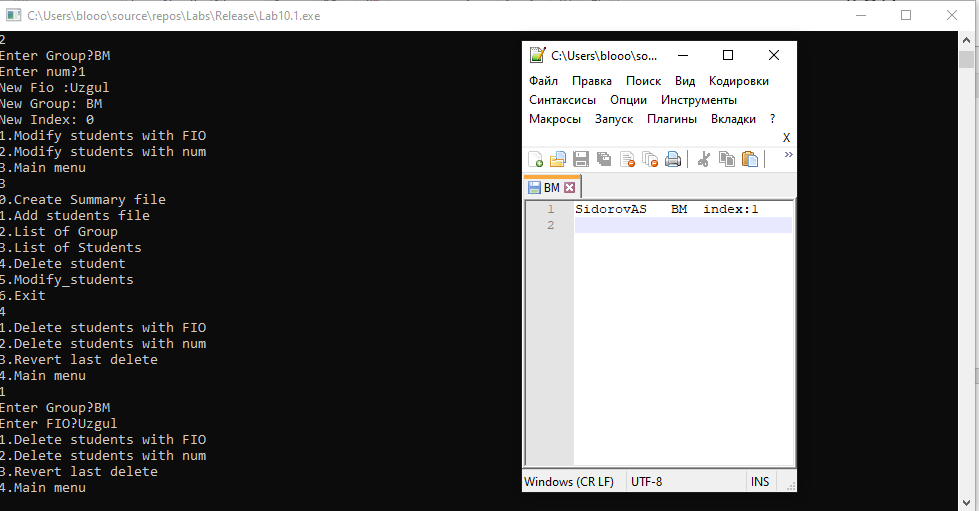 C:\Users\blooo\source\repos\Labs\Release\Lab10.1.exe
2
Enter Group?BM
Enter num?1
New Fio :Uzgul
New Group: BM
New Index: 0
1.Modify students with FIO
2.Modify students with num
3.Main menu
3
0.Create Summary file
1.Add students file
2.List of Group
3.List of Students
4.Delete student
5.Modify_students
6.Exit
4
1.Delete students with FIO
2.Delete students with num
3.Revert last delete
4.Main menu
1
Enter Group?BM
Enter FIO?Uzgul
1.Delete students with FIO
2.Delete students with num
3.Revert last delete
4.Main menu
C:\Users\blooo\so...
Файл Правка Поиск Вид Кодировки
Синтаксисы Опции Инструменты
Макросы Запуск Плагины Вкладки ?
X
»
BM
1 SidorovAS BM index:1
2
Windows (CR LF) UTF-8 INS